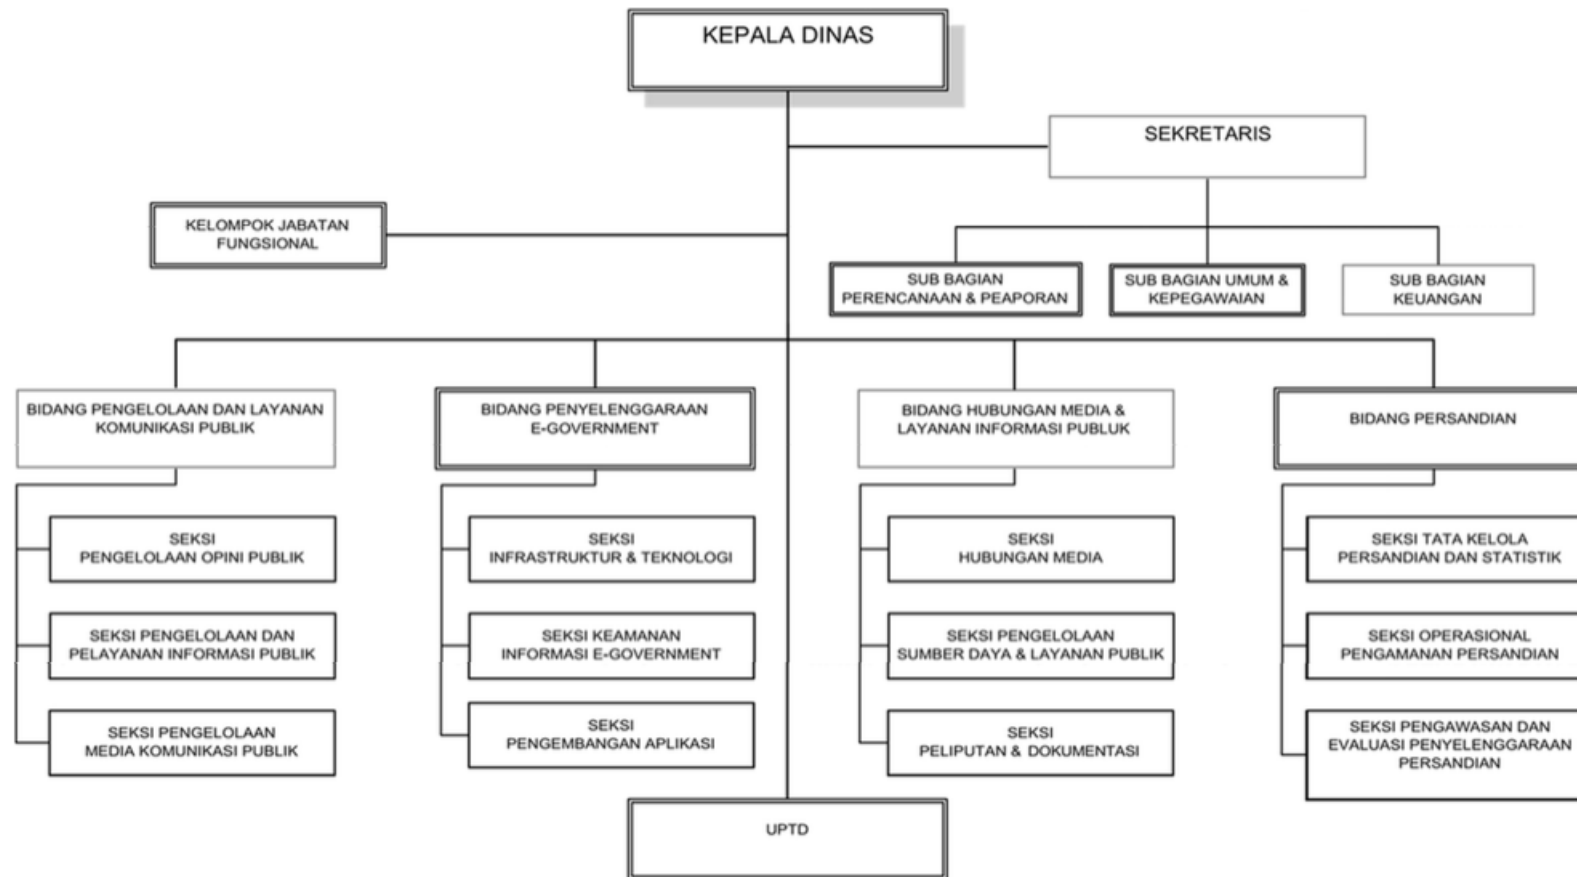 KEPALA DINAS
SEKRETARIS
KELOMPOK JABATAN
FUNGSIONAL
SUB BAGIAN
PERENCANAAN & PEAPORAN
SUB BAGIAN UMUM &
KEPEGAWAIAN
SUB BAGIAN
KEUANGAN
BIDANG PENGELOLAAN DAN LAYANAN
KOMUNIKASI PUBLIK
BIDANG PENYELENGGARAAN
E-GOVERNMENT
BIDANG HUBUNGAN MEDIA &
LAYANAN INFORMASI PUBLUK
BIDANG PERSANDIAN
SEKSI
PENGELOLAAN OPINI PUBLIK
SEKSI
INFRASTRUKTUR & TEKNOLOGI
SEKSI
HUBUNGAN MEDIA
SEKSI TATA KELOLA
PERSANDIAN DAN STATISTIK
SEKSI PENGELOLAAN DAN
PELAYANAN INFORMASI PUBLIK
SEKSI KEAMANAN
INFORMASI E-GOVERNMENT
SEKSI PENGELOLAAN
SUMBER DAYA & LAYANAN PUBLIK
SEKSI OPERASIONAL
PENGAMANAN PERSANDIAN
SEKSI PENGELOLAAN
MEDIA KOMUNIKASI PUBLIK
SEKSI
PENGEMBANGAN APLIKASI
SEKSI
PELIPUTAN & DOKUMENTASI
SEKSI PENGAWASAN DAN
EVALUASI PENYELENGGARAAN
PERSANDIAN
UPTD